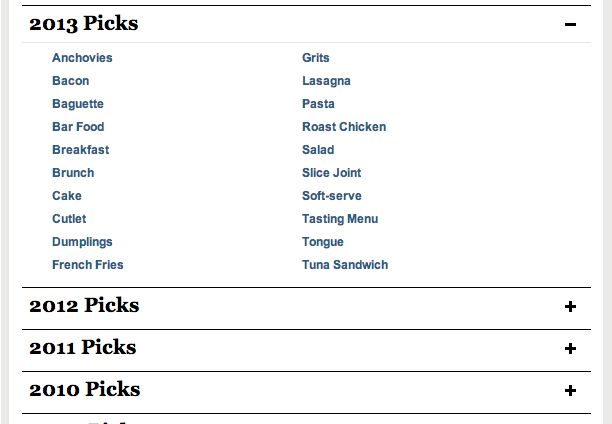 2013 Picks
Anchovies
Bacon
Baguette
Bar Food
Breakfast
Brunch
Cake
Cutlet
Dumplings
French Fries
Grits
Lasagna
Pasta
Roast Chicken
Salad
Slice Joint
Soft-serve
Tasting Menu
Tongue
Tuna Sandwich
2012 Picks
2011 Picks
2010 Picks